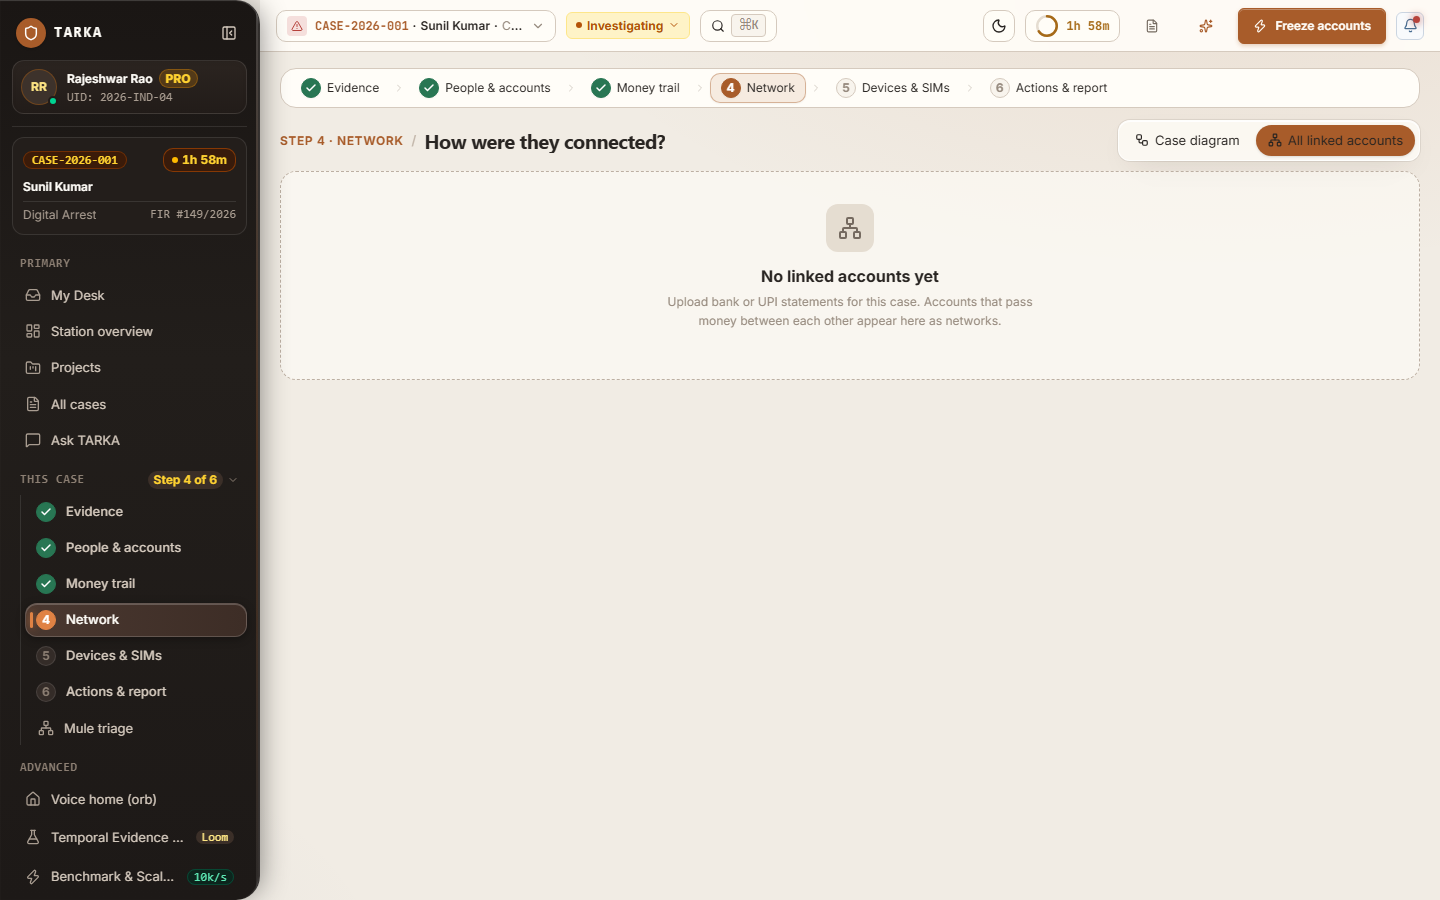 TARKA
RR
Rajeshwar Rao PRO
UID: 2026-IND-04
CASE-2026-001
1h 58m
Sunil Kumar
Digital Arrest
FIR #149/2026
PRIMARY
My Desk
Station overview
Projects
All cases
Ask TARKA
THIS CASE
Step 4 of 6
Evidence
People & accounts
Money trail
4 Network
5 Devices & SIMs
6 Actions & report
Mule triage
ADVANCED
Voice home (orb)
Temporal Evidence ... Loom
Benchmark & Scal... 10k/s
CASE-2026-001 · Sunil Kumar · C...
Investigating
⌘K
1h 58m
Freeze accounts
Evidence
People & accounts
Money trail
4 Network
5 Devices & SIMs
6 Actions & report
STEP 4 · NETWORK / How were they connected?
Case diagram
All linked accounts
No linked accounts yet
Upload bank or UPI statements for this case. Accounts that pass
money between each other appear here as networks.